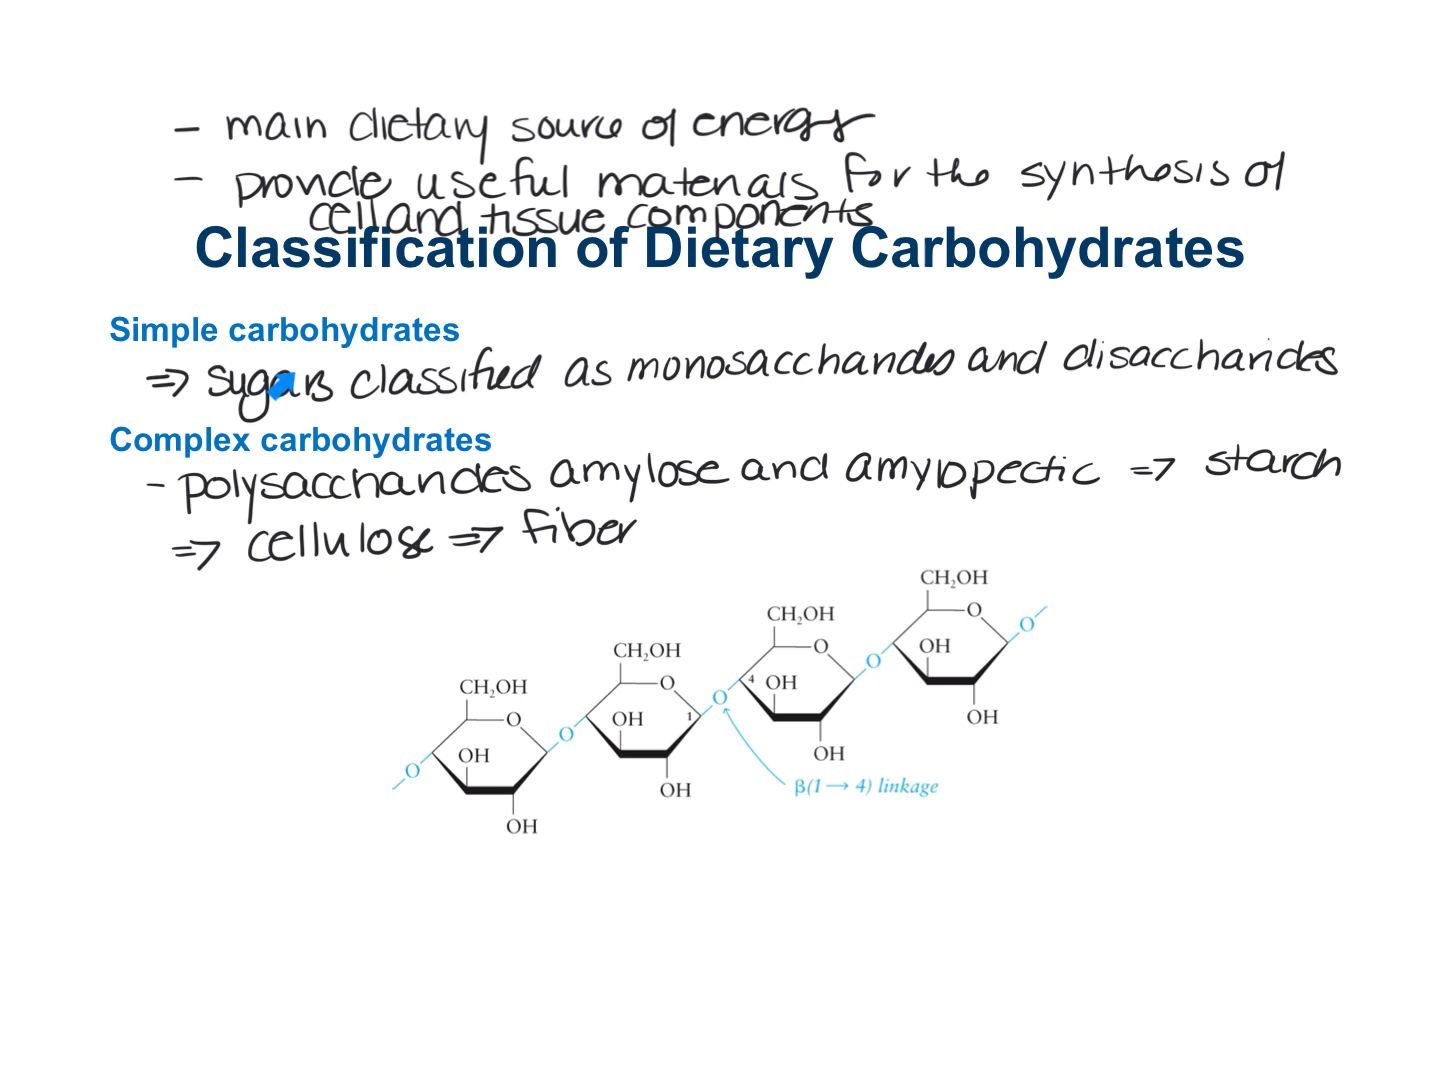 - main dietary source of energy
- provide useful materials for the synthesis of
cell and tissue components
Classification of Dietary Carbohydrates
Simple carbohydrates
⇒ sugars classified as monosaccharides and disaccharides
Complex carbohydrates
- polysaccharides amylose and amylopectic ⇒ starch
⇒ cellulose ⇒ fiber
CH₂OH
O
OH
O
CH₂OH
O
4 OH
O
CH₂OH
O
OH
1
O
CH₂OH
O
OH
O
O
OH
OH
OH
OH
β(1 → 4) linkage